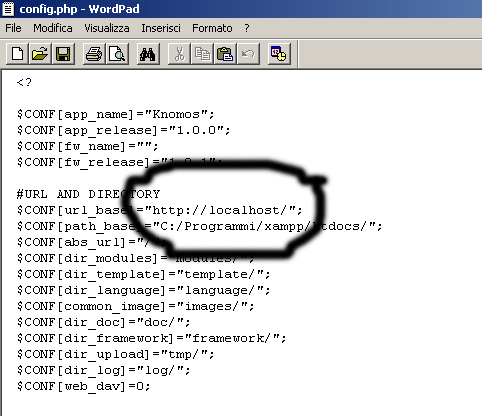 config.php - WordPad
File Modifica Visualizza Inserisci Formato ?
<?
$CONF[app_name]="Knomos";
$CONF[app_release]="1.0.0";
$CONF[fw_name]="";
$CONF[fw_release]="1.0.1";
#URL AND DIRECTORY
$CONF[url_base]="http://localhost/";
$CONF[path_base]="C:/Programmi/xampp/htdocs/";
$CONF[abs_url]="/";
$CONF[dir_modules]="modules/";
$CONF[dir_template]="template/";
$CONF[dir_language]="language/";
$CONF[common_image]="images/";
$CONF[dir_doc]="doc/";
$CONF[dir_framework]="framework/";
$CONF[dir_upload]="tmp/";
$CONF[dir_log]="log/";
$CONF[web_dav]=0;